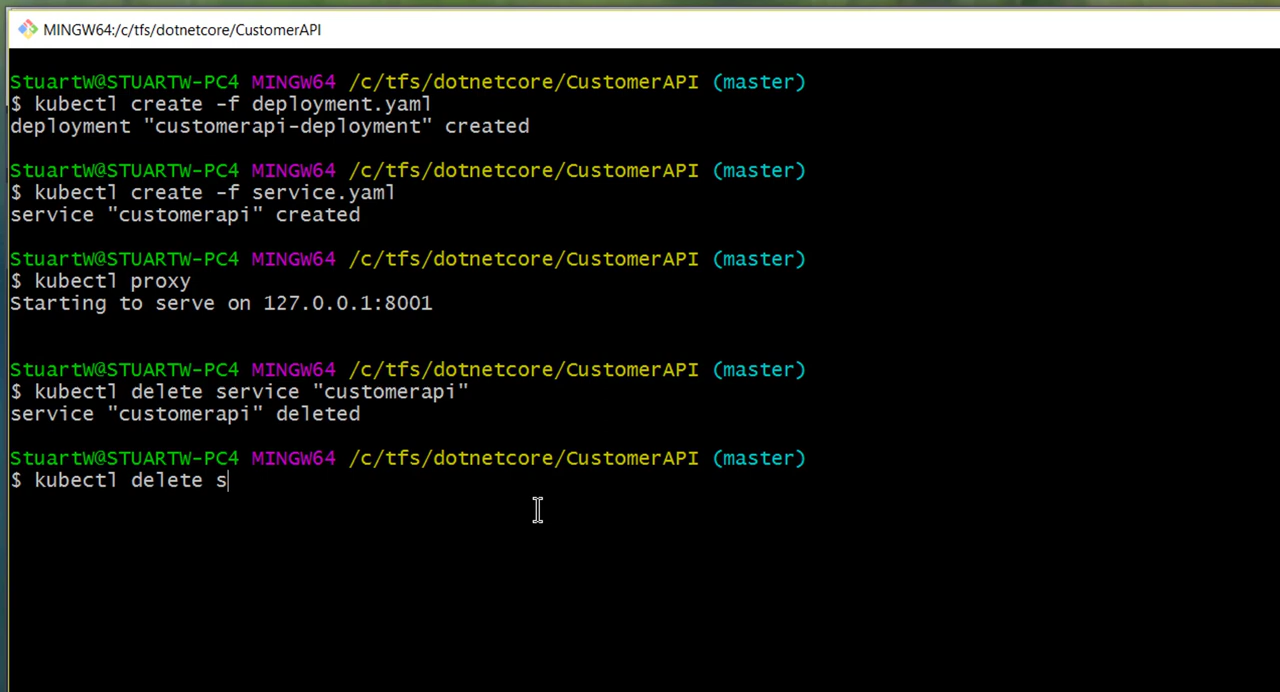 MINGW64:/c/tfs/dotnetcore/CustomerAPI
StuartW@STUARTW-PC4 MINGW64 /c/tfs/dotnetcore/CustomerAPI (master)
$ kubectl create -f deployment.yaml
deployment "customerapi-deployment" created
StuartW@STUARTW-PC4 MINGW64 /c/tfs/dotnetcore/CustomerAPI (master)
$ kubectl create -f service.yaml
service "customerapi" created
StuartW@STUARTW-PC4 MINGW64 /c/tfs/dotnetcore/CustomerAPI (master)
$ kubectl proxy
Starting to serve on 127.0.0.1:8001
StuartW@STUARTW-PC4 MINGW64 /c/tfs/dotnetcore/CustomerAPI (master)
$ kubectl delete service "customerapi"
service "customerapi" deleted
StuartW@STUARTW-PC4 MINGW64 /c/tfs/dotnetcore/CustomerAPI (master)
$ kubectl delete s